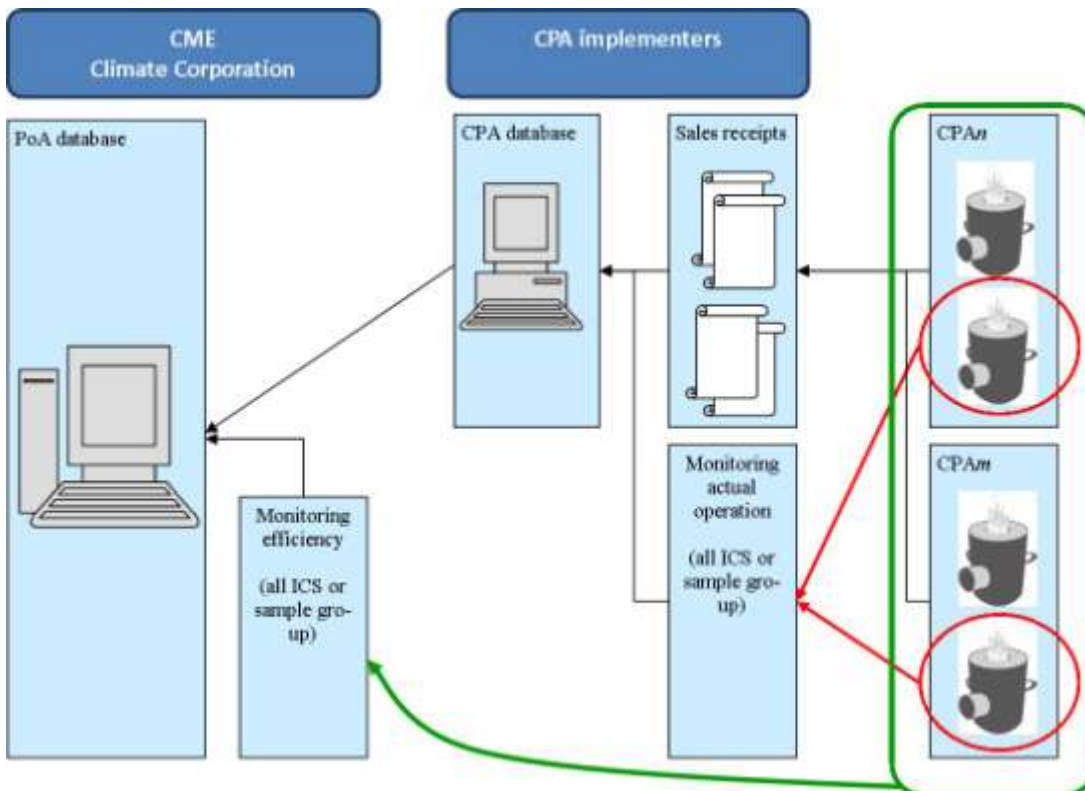 CME
Climate Corporation
CPA implementers
PoA database
CPA database
Sales receipts
CPAn
Monitoring
efficiency
(all ICS or
sample gro-
up)
Monitoring
actual
operation
(all ICS or
sample gro-
up)
CPAm